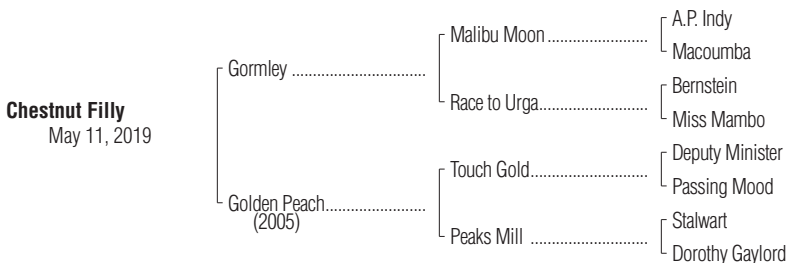 A.P. Indy
Malibu Moon ........................
Macoumba
Gormley ................................
Bernstein
Race to Urga..........................
Miss Mambo
Chestnut Filly
May 11, 2019
Deputy Minister
Touch Gold............................
Passing Mood
Golden Peach........................
(2005)
Stalwart
Peaks Mill ............................
Dorothy Gaylord